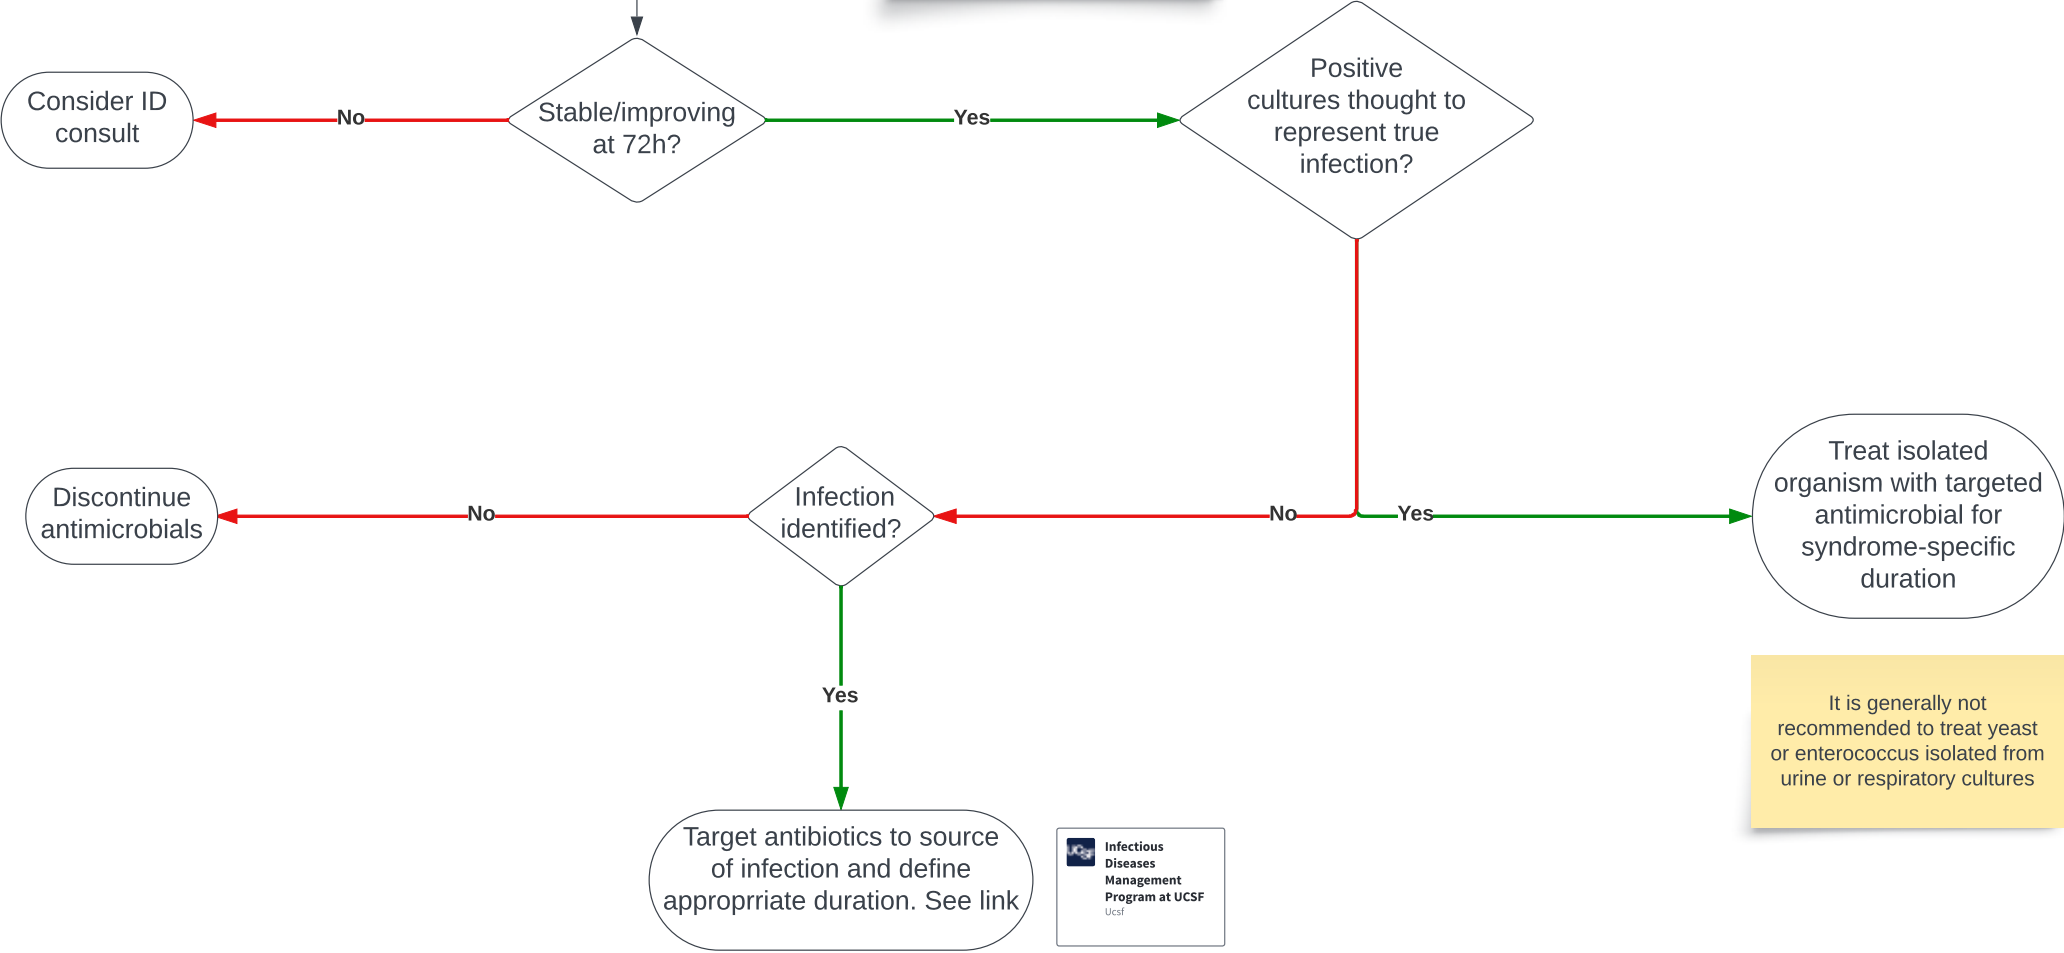 Consider ID
consult
No
Stable/improving
at 72h?
Yes
Positive
cultures thought to
represent true
infection?
Discontinue
antimicrobials
No
Infection
identified?
No
Yes
Treat isolated
organism with targeted
antimicrobial for
syndrome-specific
duration
Yes
It is generally not
recommended to treat yeast
or enterococcus isolated from
urine or respiratory cultures
Target antibiotics to source
of infection and define
approprriate duration. See link
UCSF
Infectious
Diseases
Management
Program at UCSF
Ucsf